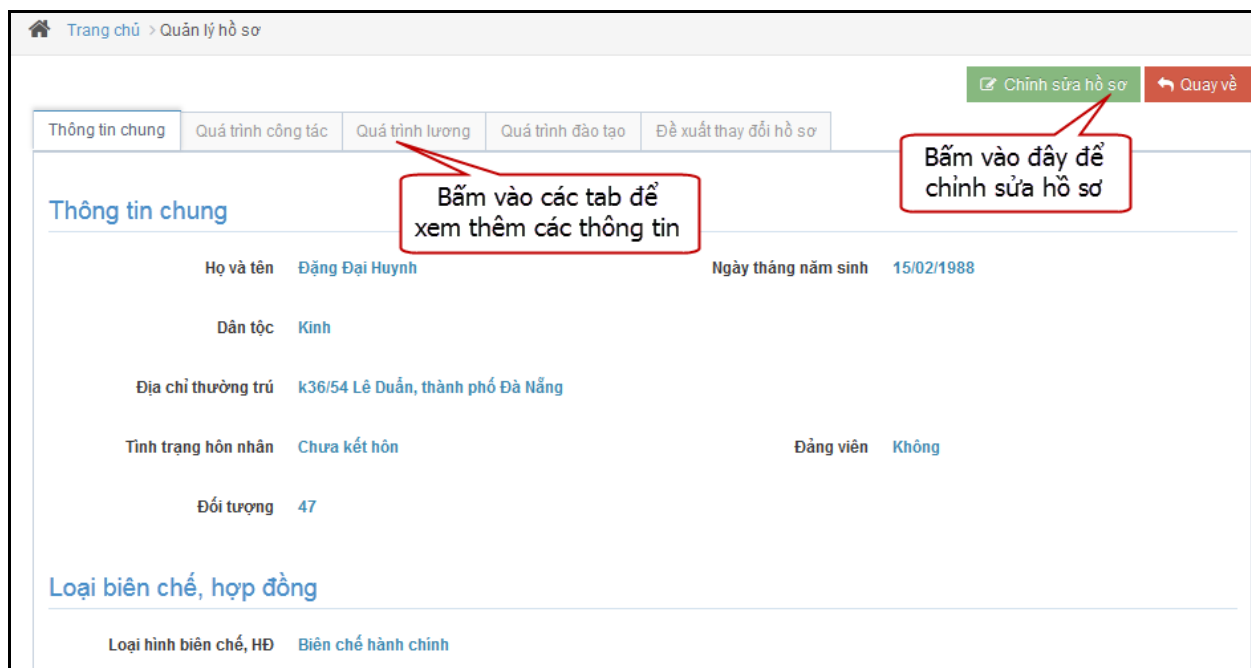 Trang chủ > Quản lý hồ sơ
Chỉnh sửa hồ sơ Quay về
Thông tin chung Quá trình công tác Quá trình lương Quá trình đào tạo Đề xuất thay đổi hồ sơ
Bấm vào đây để
chỉnh sửa hồ sơ
Bấm vào các tab để
xem thêm các thông tin
Thông tin chung
Họ và tên Đặng Đại Huynh Ngày tháng năm sinh 15/02/1988
Dân tộc Kinh
Địa chỉ thường trú k36/54 Lê Duẩn, thành phố Đà Nẵng
Tình trạng hôn nhân Chưa kết hôn Đảng viên Không
Đối tượng 47
Loại biên chế, hợp đồng
Loại hình biên chế, HĐ Biên chế hành chính